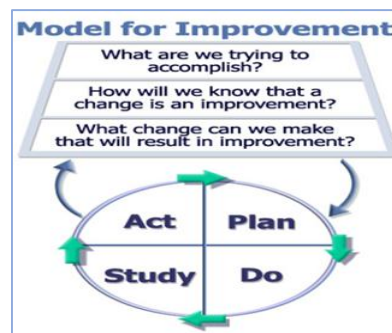 Model for Improvement
What are we trying to
accomplish?
How will we know that a
change is an improvement?
What change can we make
that will result in improvement?
Act
Plan
Study
Do